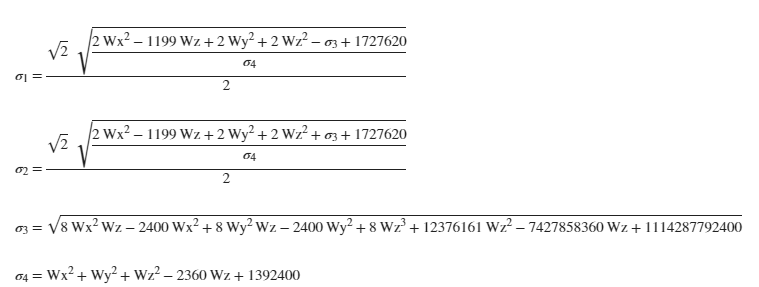 σ1 = √2 √((2 Wx² − 1199 Wz + 2 Wy² + 2 Wz² − σ3 + 1727620) / σ4) / 2
σ2 = √2 √((2 Wx² − 1199 Wz + 2 Wy² + 2 Wz² + σ3 + 1727620) / σ4) / 2
σ3 = √(8 Wx² Wz − 2400 Wx² + 8 Wy² Wz − 2400 Wy² + 8 Wz³ + 12376161 Wz² − 7427858360 Wz + 1114287792400)
σ4 = Wx² + Wy² + Wz² − 2360 Wz + 1392400